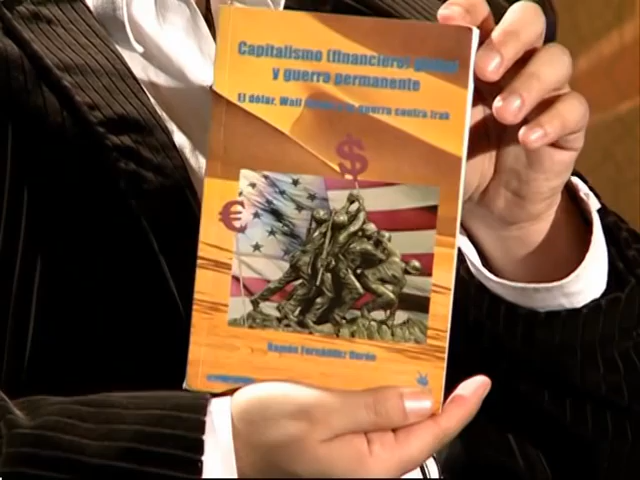 Capitalismo (financiero) global
y guerra permanente
El dólar, Wall Street y la guerra contra Irak
$
€
Ramón Fernández Durán